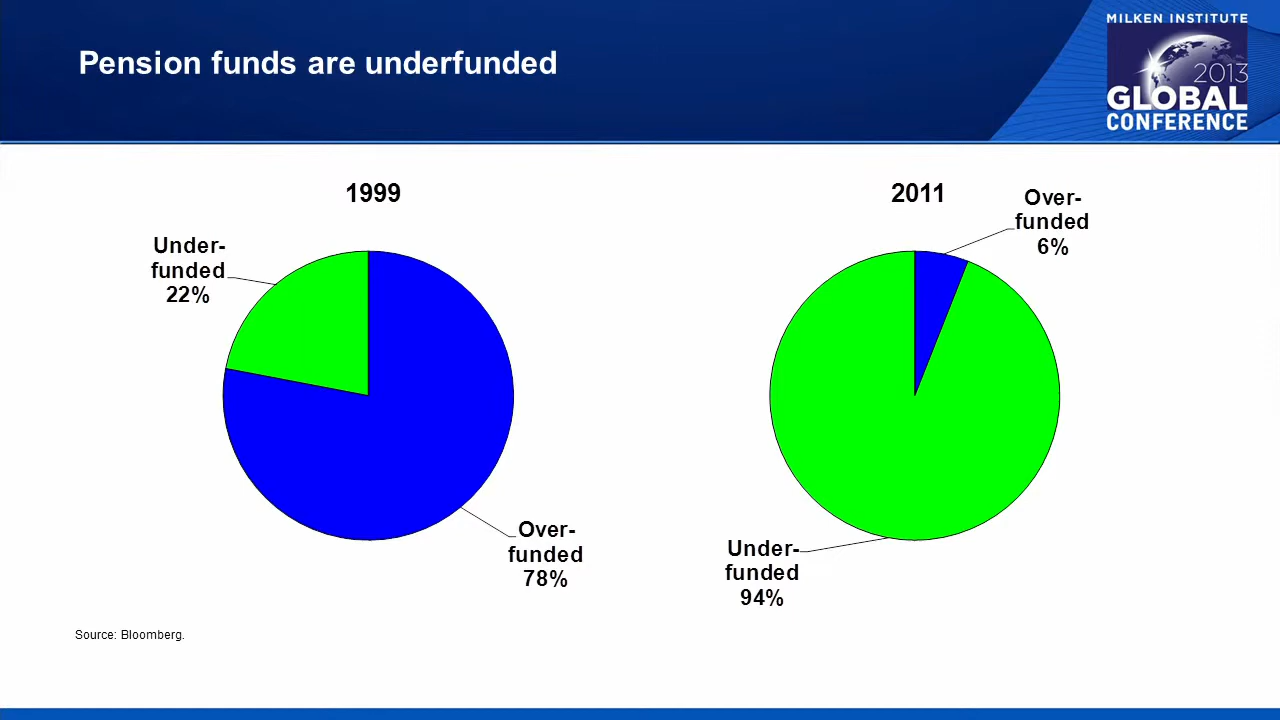 Pension funds are underfunded
MILKEN INSTITUTE
2013
GLOBAL
CONFERENCE
1999
Under-
funded
22%
Over-
funded
78%
2011
Over-
funded
6%
Under-
funded
94%
Source: Bloomberg.